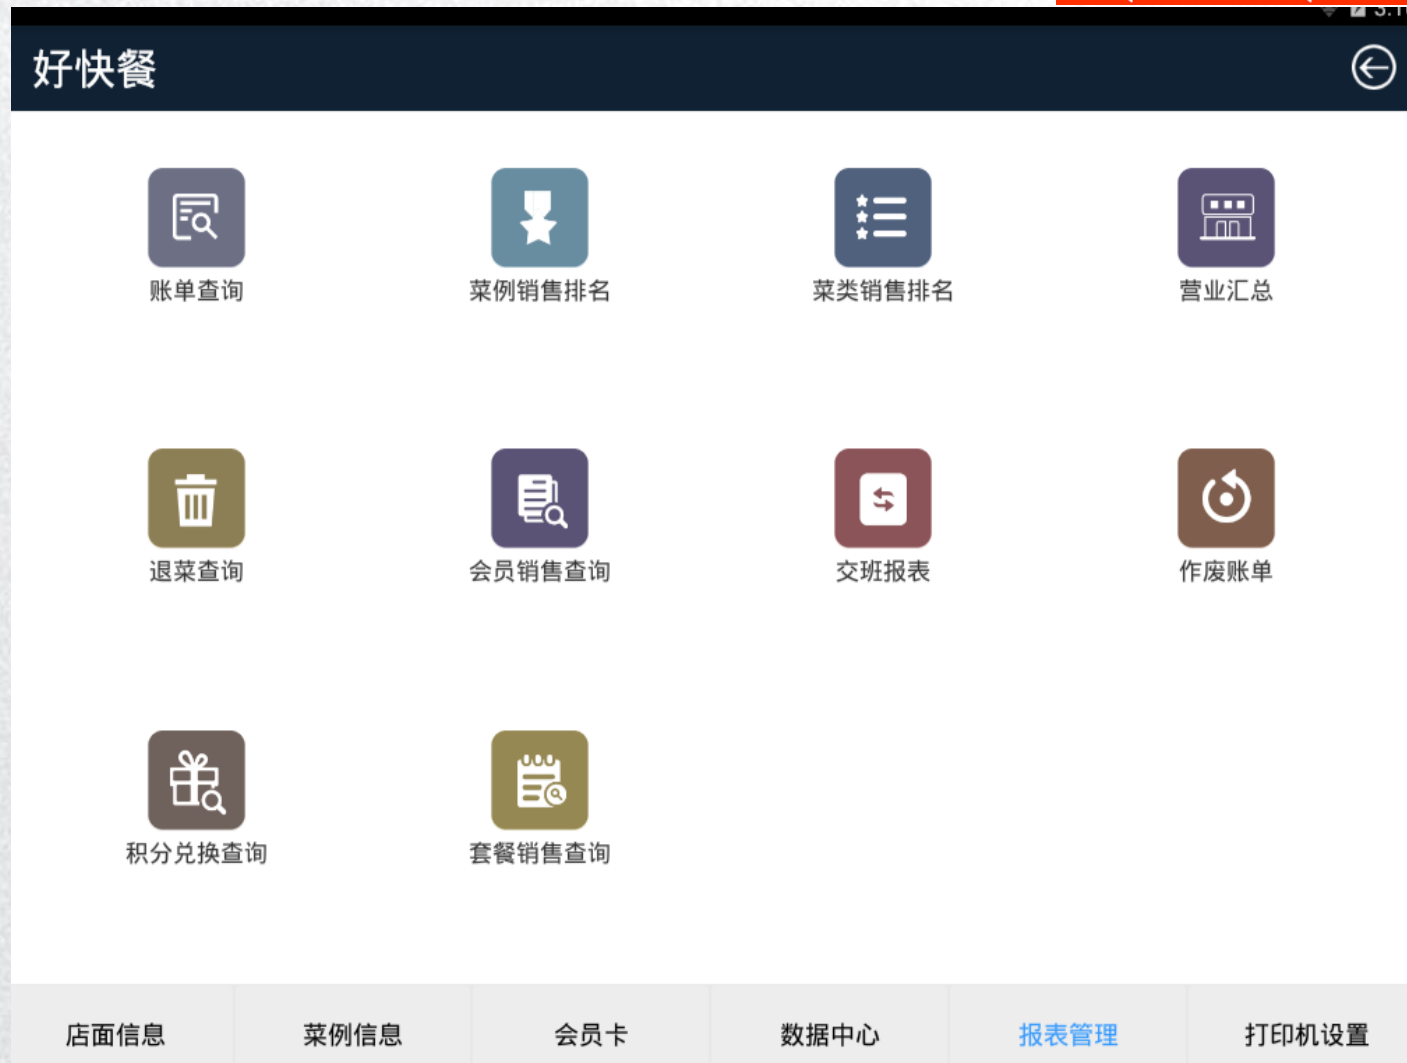 好快餐
账单查询
菜例销售排名
菜类销售排名
营业汇总
退菜查询
会员销售查询
交班报表
作废账单
积分兑换查询
套餐销售查询
店面信息
菜例信息
会员卡
数据中心
报表管理
打印机设置